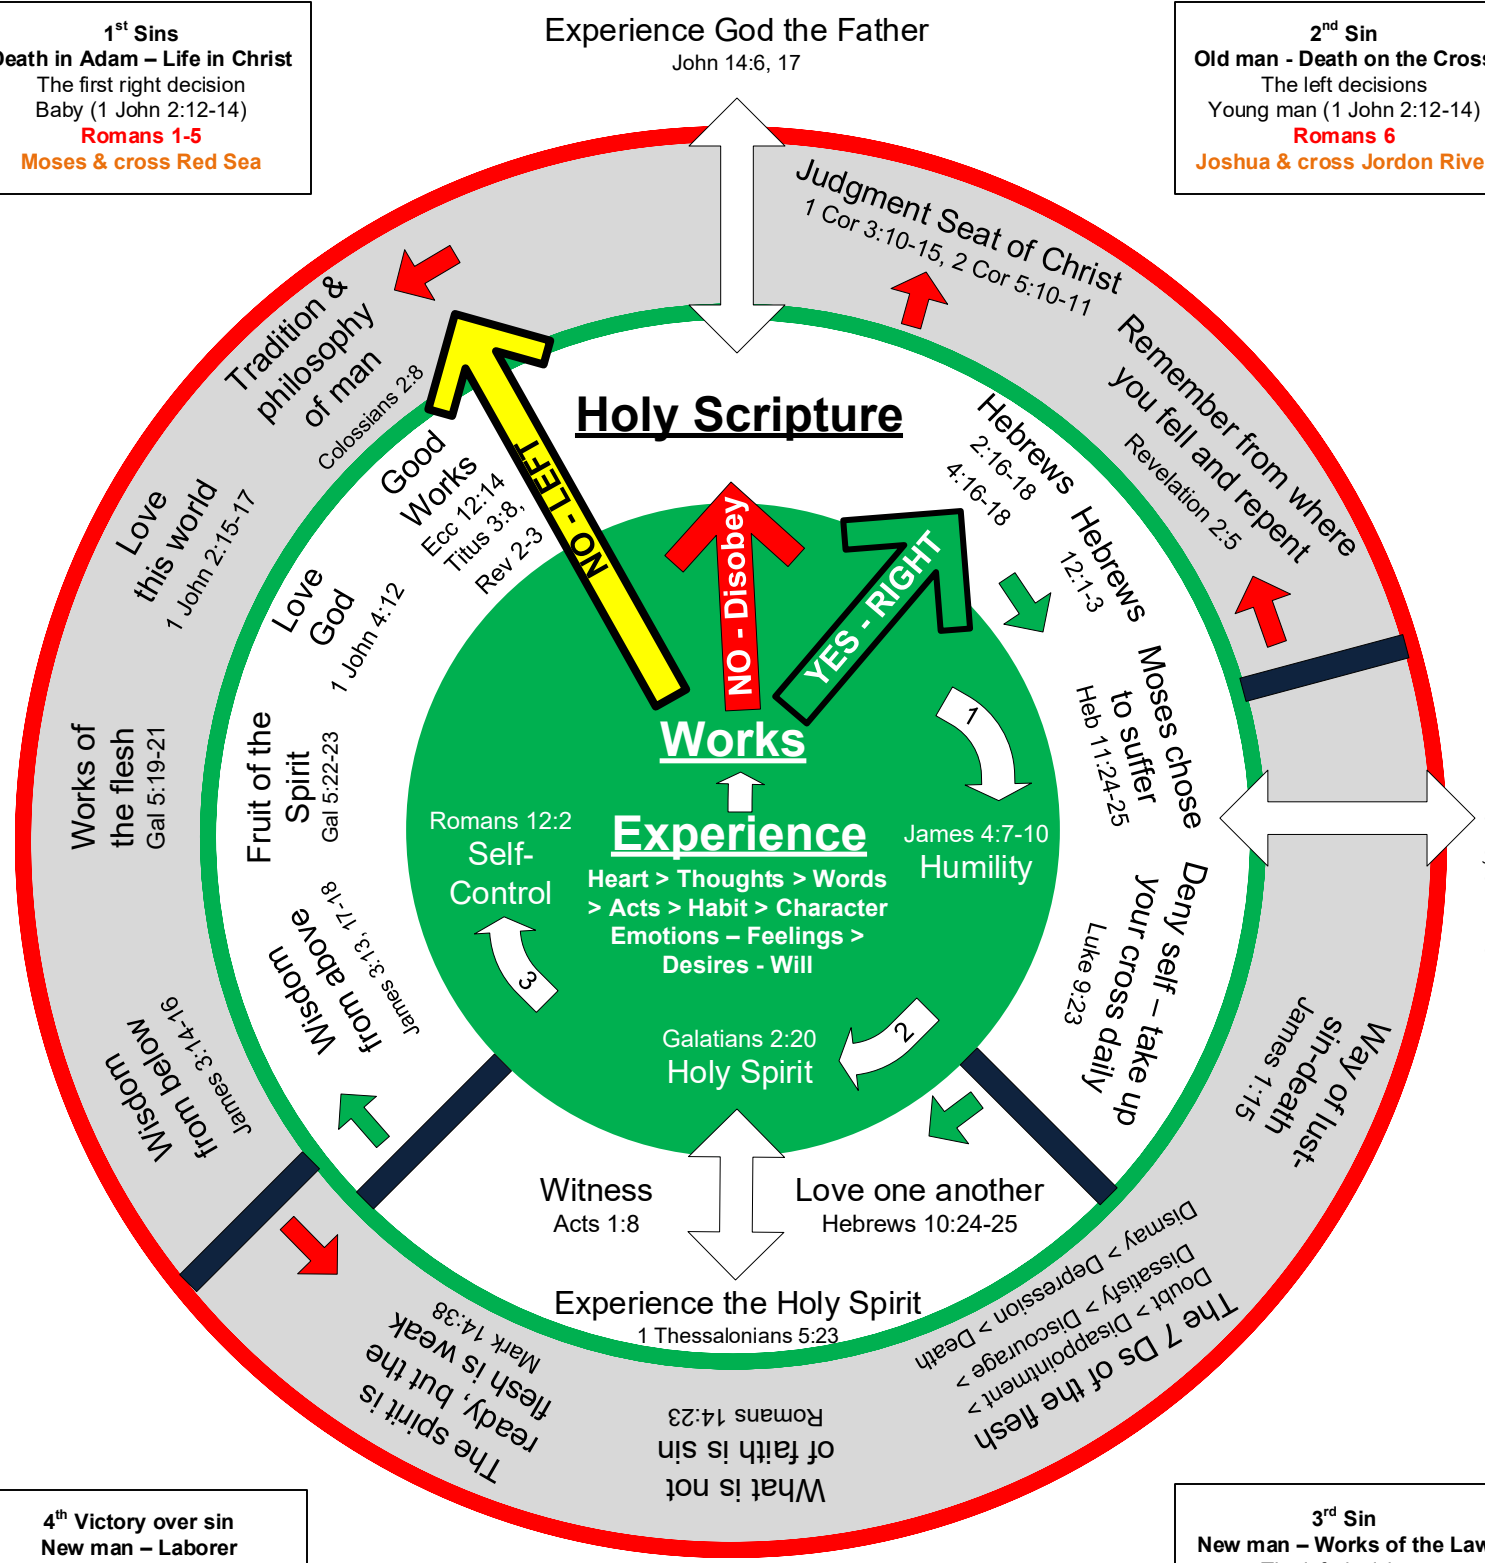 1st Sins
Death in Adam – Life in Christ
The first right decision
Baby (1 John 2:12-14)
Romans 1-5
Moses & cross Red Sea
Experience God the Father
John 14:6, 17
2nd Sin
Old man - Death on the Cross
The left decisions
Young man (1 John 2:12-14)
Romans 6
Joshua & cross Jordon River
Judgment Seat of Christ
1 Cor 3:10-15, 2 Cor 5:10-11
Remember from where
you fell and repent
Revelation 2:5
Tradition &
philosophy
of man
Colossians 2:8
Love
this world
1 John 2:15-17
Works of
the flesh
Gal 5:19-21
Wisdom
from below
James 3:14-16
Holy Scripture
Hebrews
2:16-18
4:16-18
Hebrews
12:1-3
Moses chose
to suffer
Heb 11:24-25
Deny self – take up
your cross daily
Luke 9:23
Good
Works
Ecc 12:14
Titus 3:8,
Rev 2-3
Love
God
1 John 4:12
Fruit of the
Spirit
Gal 5:22-23
Wisdom
from above
James 3:13, 17-18
NO - LEFT
NO - Disobey
YES - RIGHT
Works
Experience
Heart > Thoughts > Words
> Acts > Habit > Character
Emotions – Feelings >
Desires - Will
1
James 4:7-10
Humility
2
Galatians 2:20
Holy Spirit
3
Romans 12:2
Self-
Control
Witness
Acts 1:8
Love one another
Hebrews 10:24-25
Experience the Holy Spirit
1 Thessalonians 5:23
Way of lust-
sin-death
James 1:15
The 7 Ds of the flesh
Doubt > Disappointment >
Dissatisfy > Discourage >
Dismay > Depression > Death
What is not
of faith is sin
Romans 14:23
The spirit is
ready, but the
flesh is weak
Mark 14:38
4th Victory over sin
New man – Laborer
3rd Sin
New man – Works of the Law